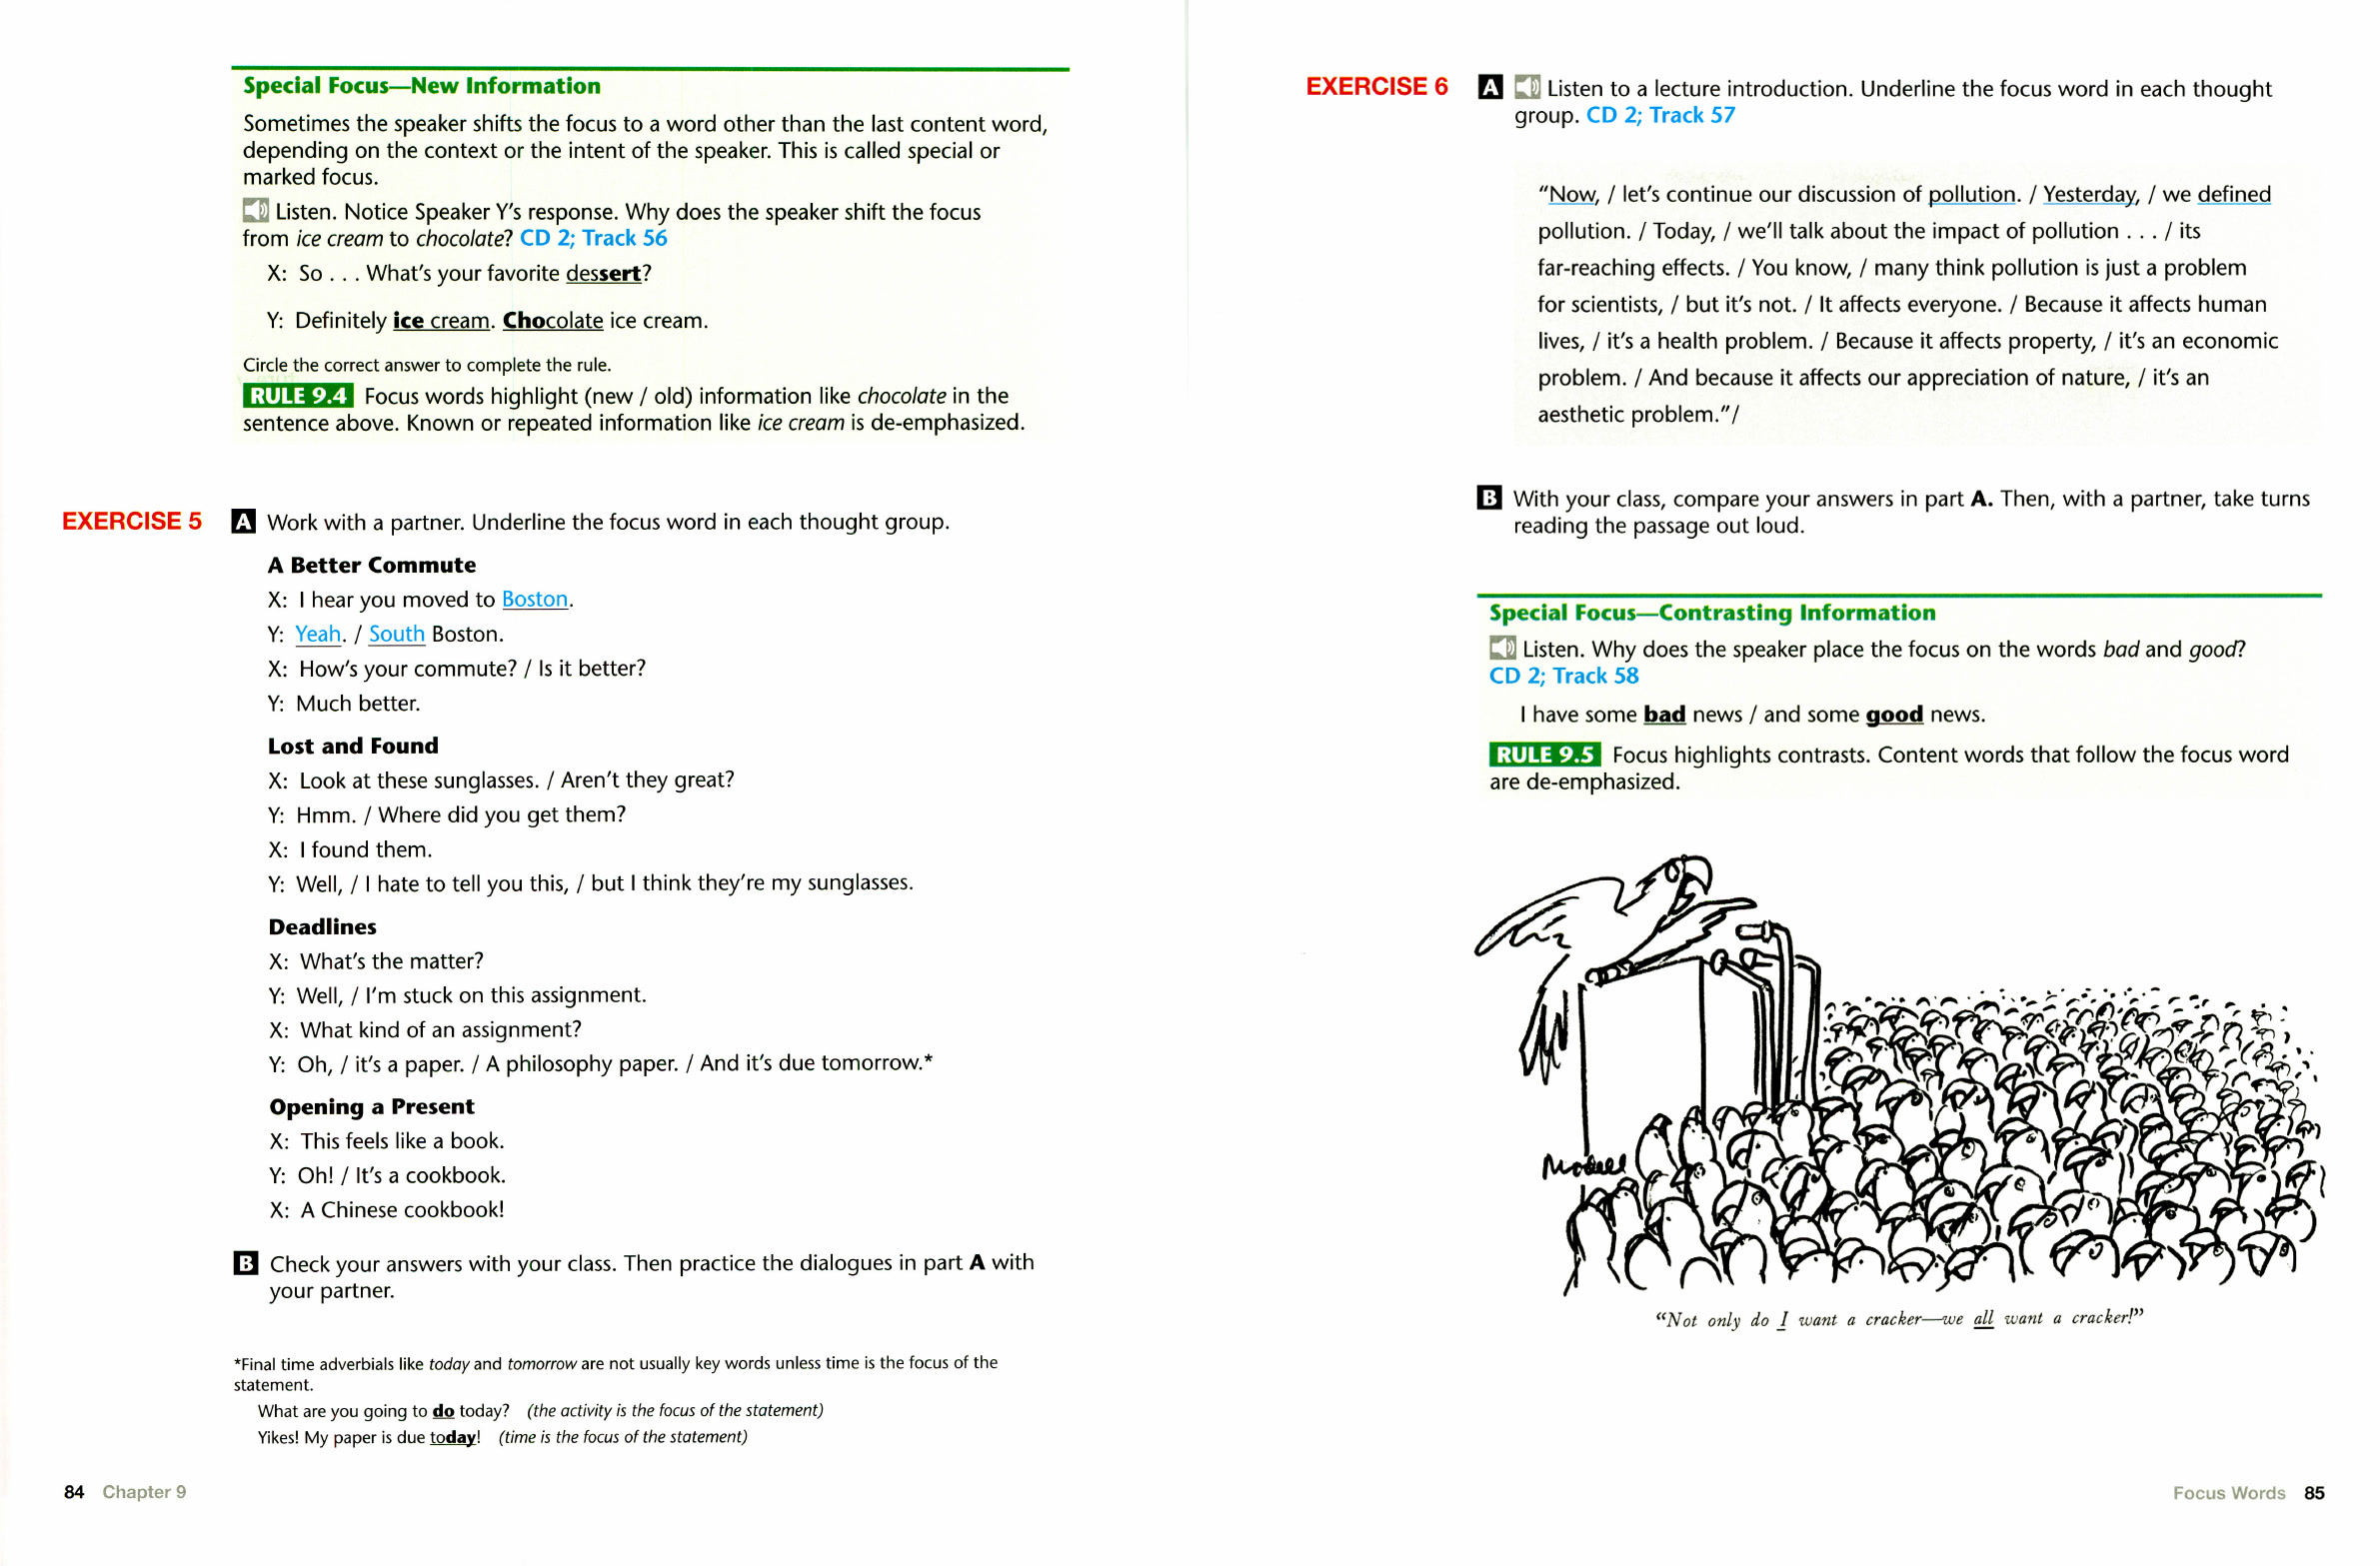 Special Focus—New Information
Sometimes the speaker shifts the focus to a word other than the last content word,
depending on the context or the intent of the speaker. This is called special or
marked focus.
Listen. Notice Speaker Y's response. Why does the speaker shift the focus
from ice cream to chocolate? CD 2; Track 56
X: So . . . What's your favorite dessert?
Y: Definitely ice cream. Chocolate ice cream.
Circle the correct answer to complete the rule.
RULE 9.4 Focus words highlight (new / old) information like chocolate in the
sentence above. Known or repeated information like ice cream is de-emphasized.
EXERCISE 5 A Work with a partner. Underline the focus word in each thought group.
A Better Commute
X: I hear you moved to Boston.
Y: Yeah. / South Boston.
X: How's your commute? / Is it better?
Y: Much better.
Lost and Found
X: Look at these sunglasses. / Aren't they great?
Y: Hmm. / Where did you get them?
X: I found them.
Y: Well, / I hate to tell you this, / but I think they're my sunglasses.
Deadlines
X: What's the matter?
Y: Well, / I'm stuck on this assignment.
X: What kind of an assignment?
Y: Oh, / it's a paper. / A philosophy paper. / And it's due tomorrow.*
Opening a Present
X: This feels like a book.
Y: Oh! / It's a cookbook.
X: A Chinese cookbook!
B Check your answers with your class. Then practice the dialogues in part A with
your partner.
*Final time adverbials like today and tomorrow are not usually key words unless time is the focus of the
statement.
What are you going to do today? (the activity is the focus of the statement)
Yikes! My paper is due today! (time is the focus of the statement)
84 Chapter 9
EXERCISE 6 A Listen to a lecture introduction. Underline the focus word in each thought
group. CD 2; Track 57
"Now, / let's continue our discussion of pollution. / Yesterday, / we defined
pollution. / Today, / we'll talk about the impact of pollution . . . / its
far-reaching effects. / You know, / many think pollution is just a problem
for scientists, / but it's not. / It affects everyone. / Because it affects human
lives, / it's a health problem. / Because it affects property, / it's an economic
problem. / And because it affects our appreciation of nature, / it's an
aesthetic problem."/
B With your class, compare your answers in part A. Then, with a partner, take turns
reading the passage out loud.
Special Focus—Contrasting Information
Listen. Why does the speaker place the focus on the words bad and good?
CD 2; Track 58
I have some bad news / and some good news.
RULE 9.5 Focus highlights contrasts. Content words that follow the focus word
are de-emphasized.
Modell
"Not only do I want a cracker—we all want a cracker!"
Focus Words 85